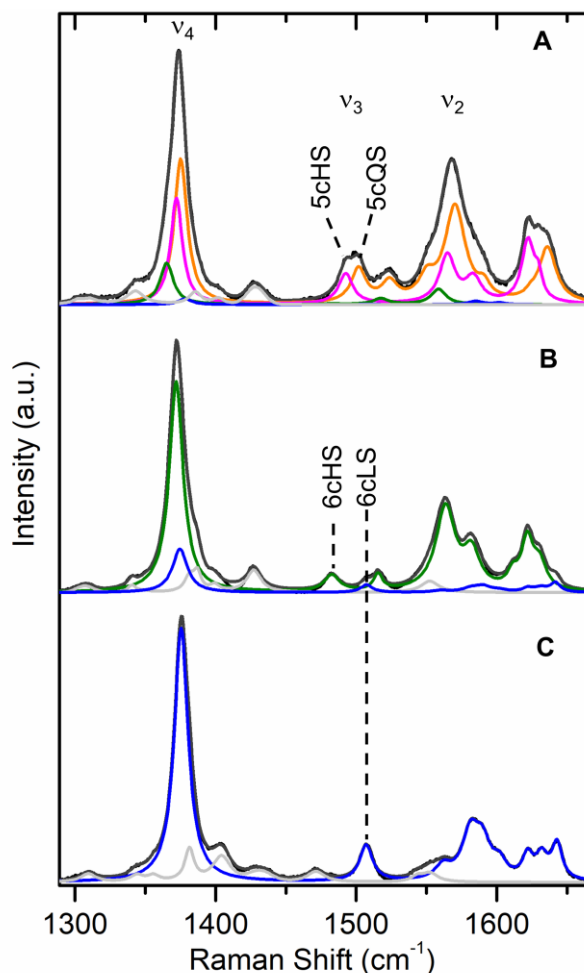 ν4
A
ν3
ν2
5cHS
5cQS
B
6cHS
6cLS
C
Intensity (a.u.)
1300 1400 1500 1600
Raman Shift (cm-1)